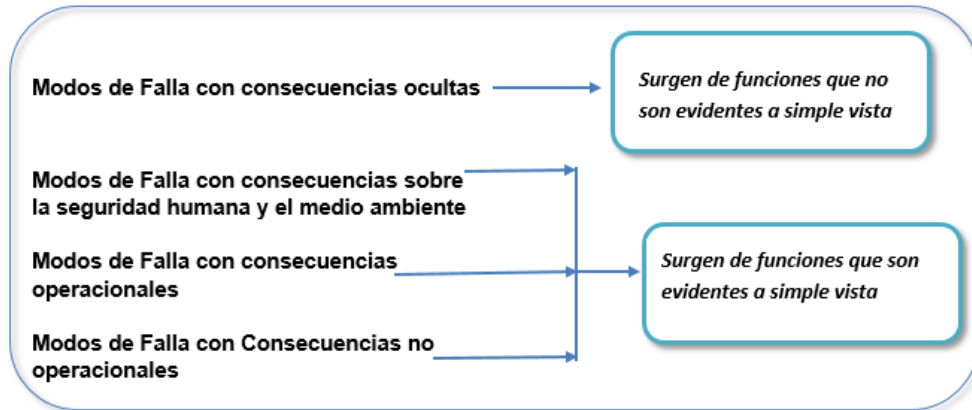 Modos de Falla con consecuencias ocultas
Surgen de funciones que no
son evidentes a simple vista
Modos de Falla con consecuencias sobre
la seguridad humana y el medio ambiente
Modos de Falla con consecuencias
operacionales
Modos de Falla con Consecuencias no
operacionales
Surgen de funciones que son
evidentes a simple vista